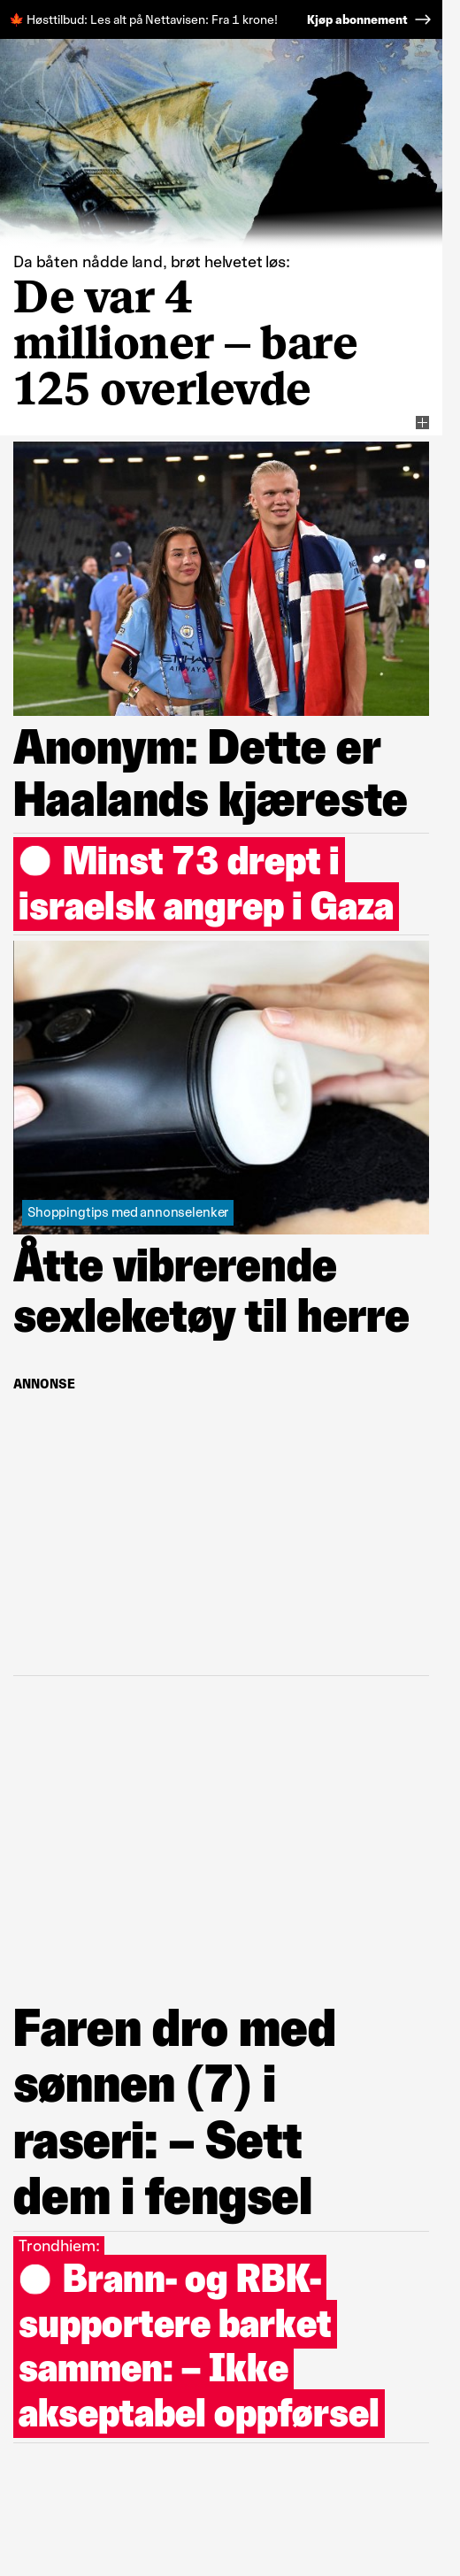 🍁 Høsttilbud: Les alt på Nettavisen: Fra 1 krone! Kjøp abonnement →
Da båten nådde land, brøt helvetet løs:
De var 4
millioner – bare
125 overlevde
Anonym: Dette er
Haalands kjæreste
Minst 73 drept i
israelsk angrep i Gaza
Shoppingtips med annonselenker
Åtte vibrerende
sexleketøy til herre
ANNONSE
Faren dro med
sønnen (7) i
raseri: – Sett
dem i fengsel
Trondhiem:
Brann- og RBK-
supportere barket
sammen: – Ikke
akseptabel oppførsel